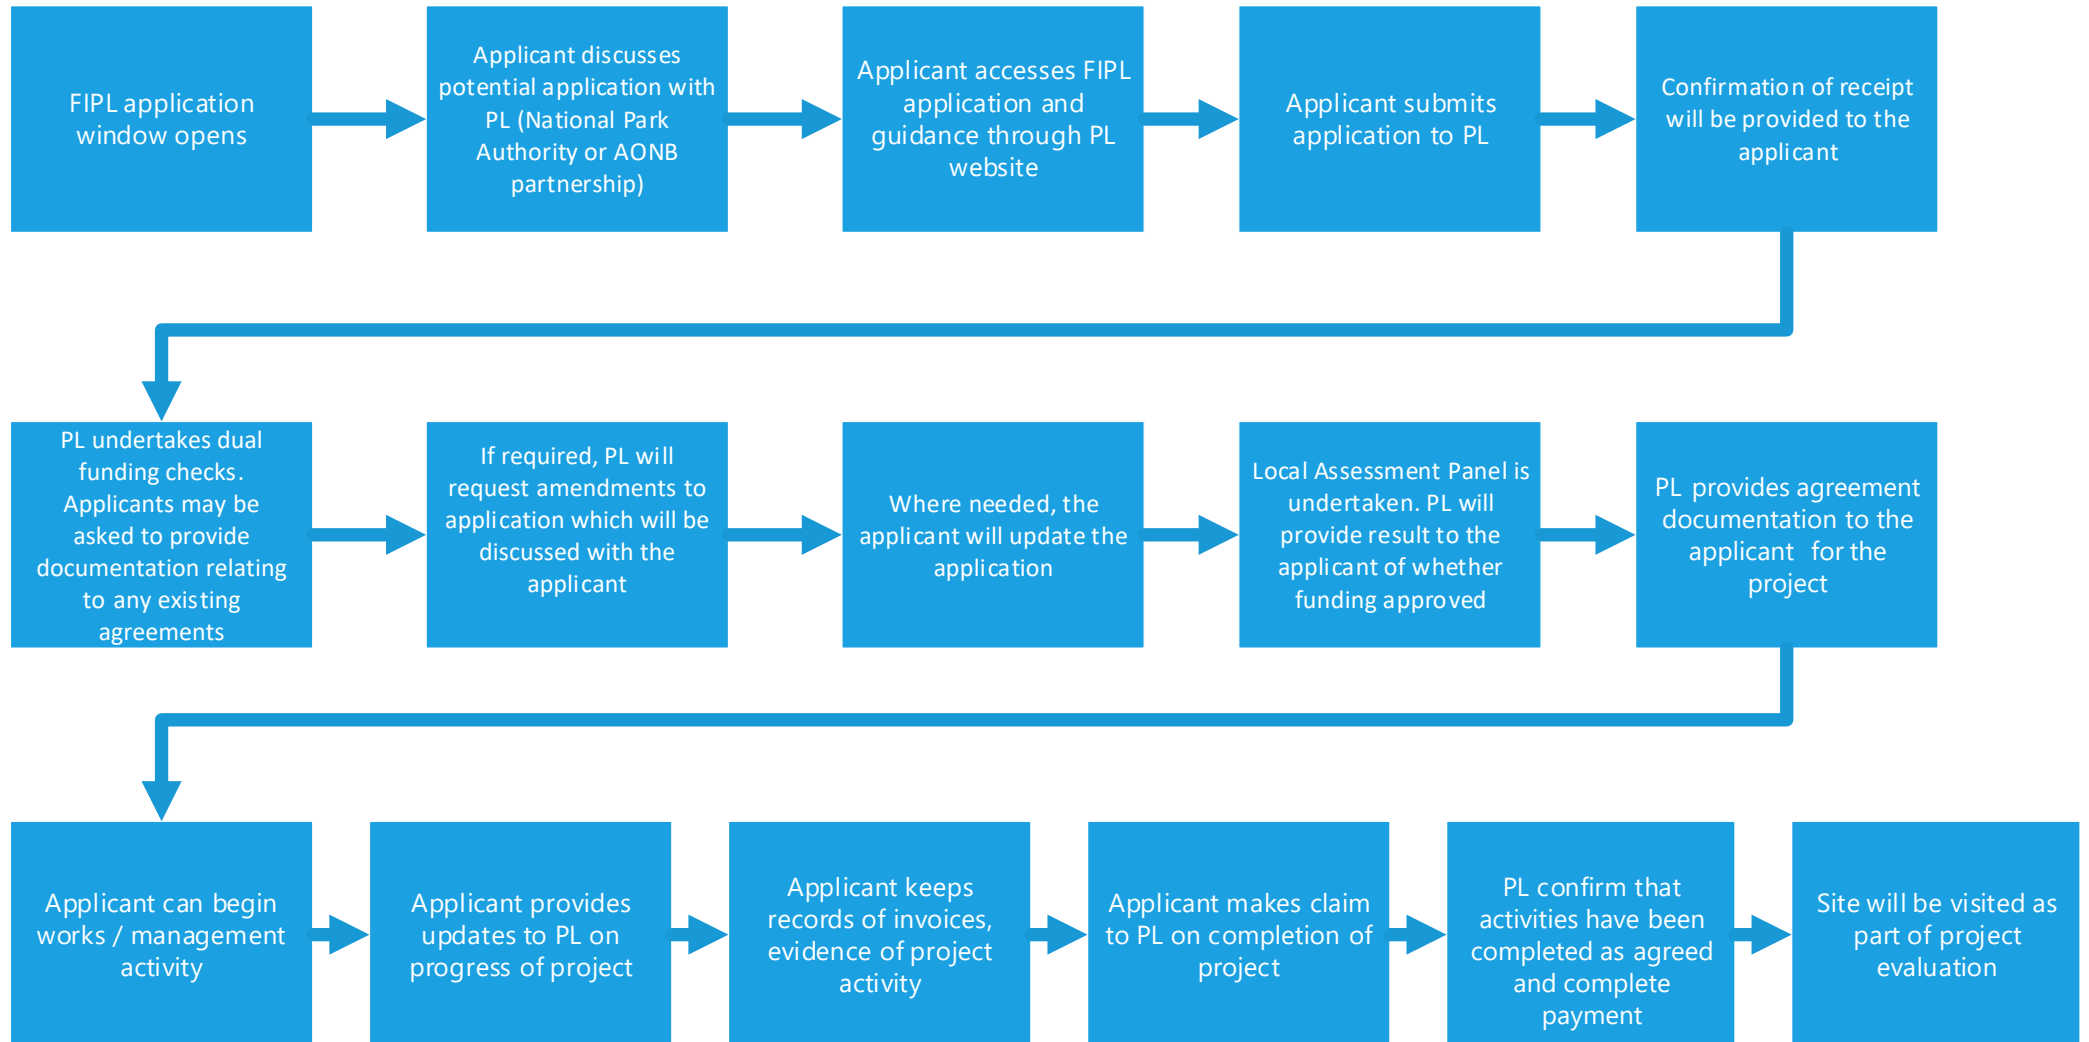 FIPL application
window opens
Applicant discusses
potential application with
PL (National Park
Authority or AONB
partnership)
Applicant accesses FIPL
application and
guidance through PL
website
Applicant submits
application to PL
Confirmation of receipt
will be provided to the
applicant
PL undertakes dual
funding checks.
Applicants may be
asked to provide
documentation relating
to any existing
agreements
If required, PL will
request amendments to
application which will be
discussed with the
applicant
Where needed, the
applicant will update the
application
Local Assessment Panel is
undertaken. PL will
provide result to the
applicant of whether
funding approved
PL provides agreement
documentation to the
applicant for the
project
Applicant can begin
works / management
activity
Applicant provides
updates to PL on
progress of project
Applicant keeps
records of invoices,
evidence of project
activity
Applicant makes claim
to PL on completion of
project
PL confirm that
activities have been
completed as agreed
and complete
payment
Site will be visited as
part of project
evaluation